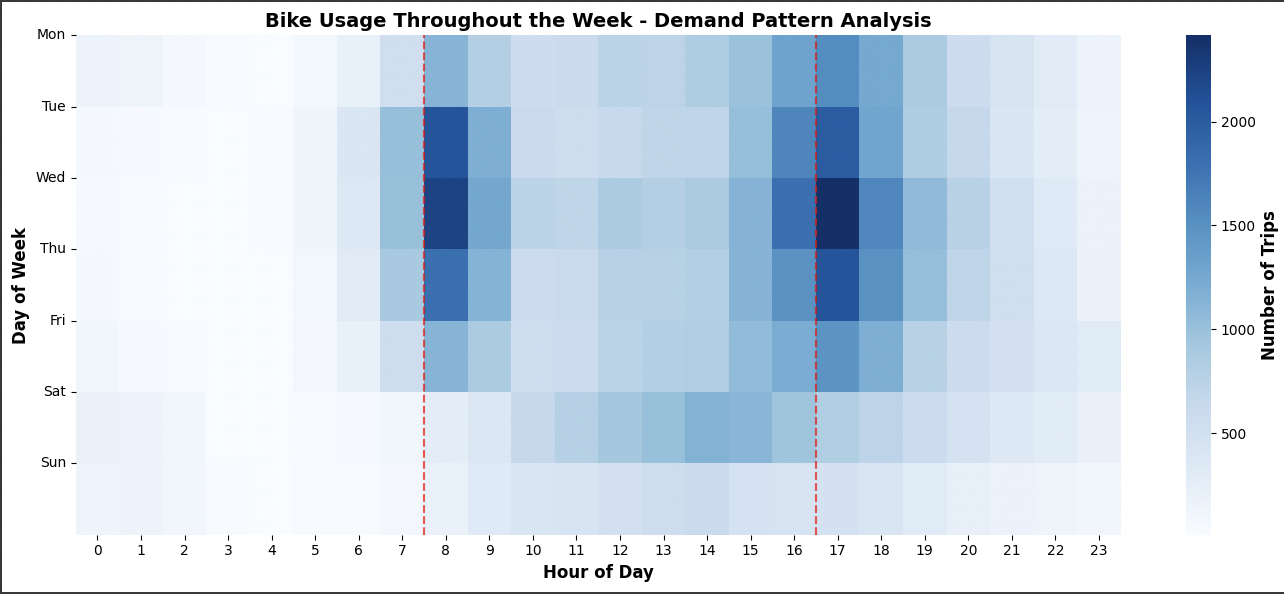 Bike Usage Throughout the Week - Demand Pattern Analysis
Mon
Tue
Wed
Thu
Fri
Sat
Sun
Day of Week
0 1 2 3 4 5 6 7 8 9 10 11 12 13 14 15 16 17 18 19 20 21 22 23
Hour of Day
2000
1500
1000
500
Number of Trips